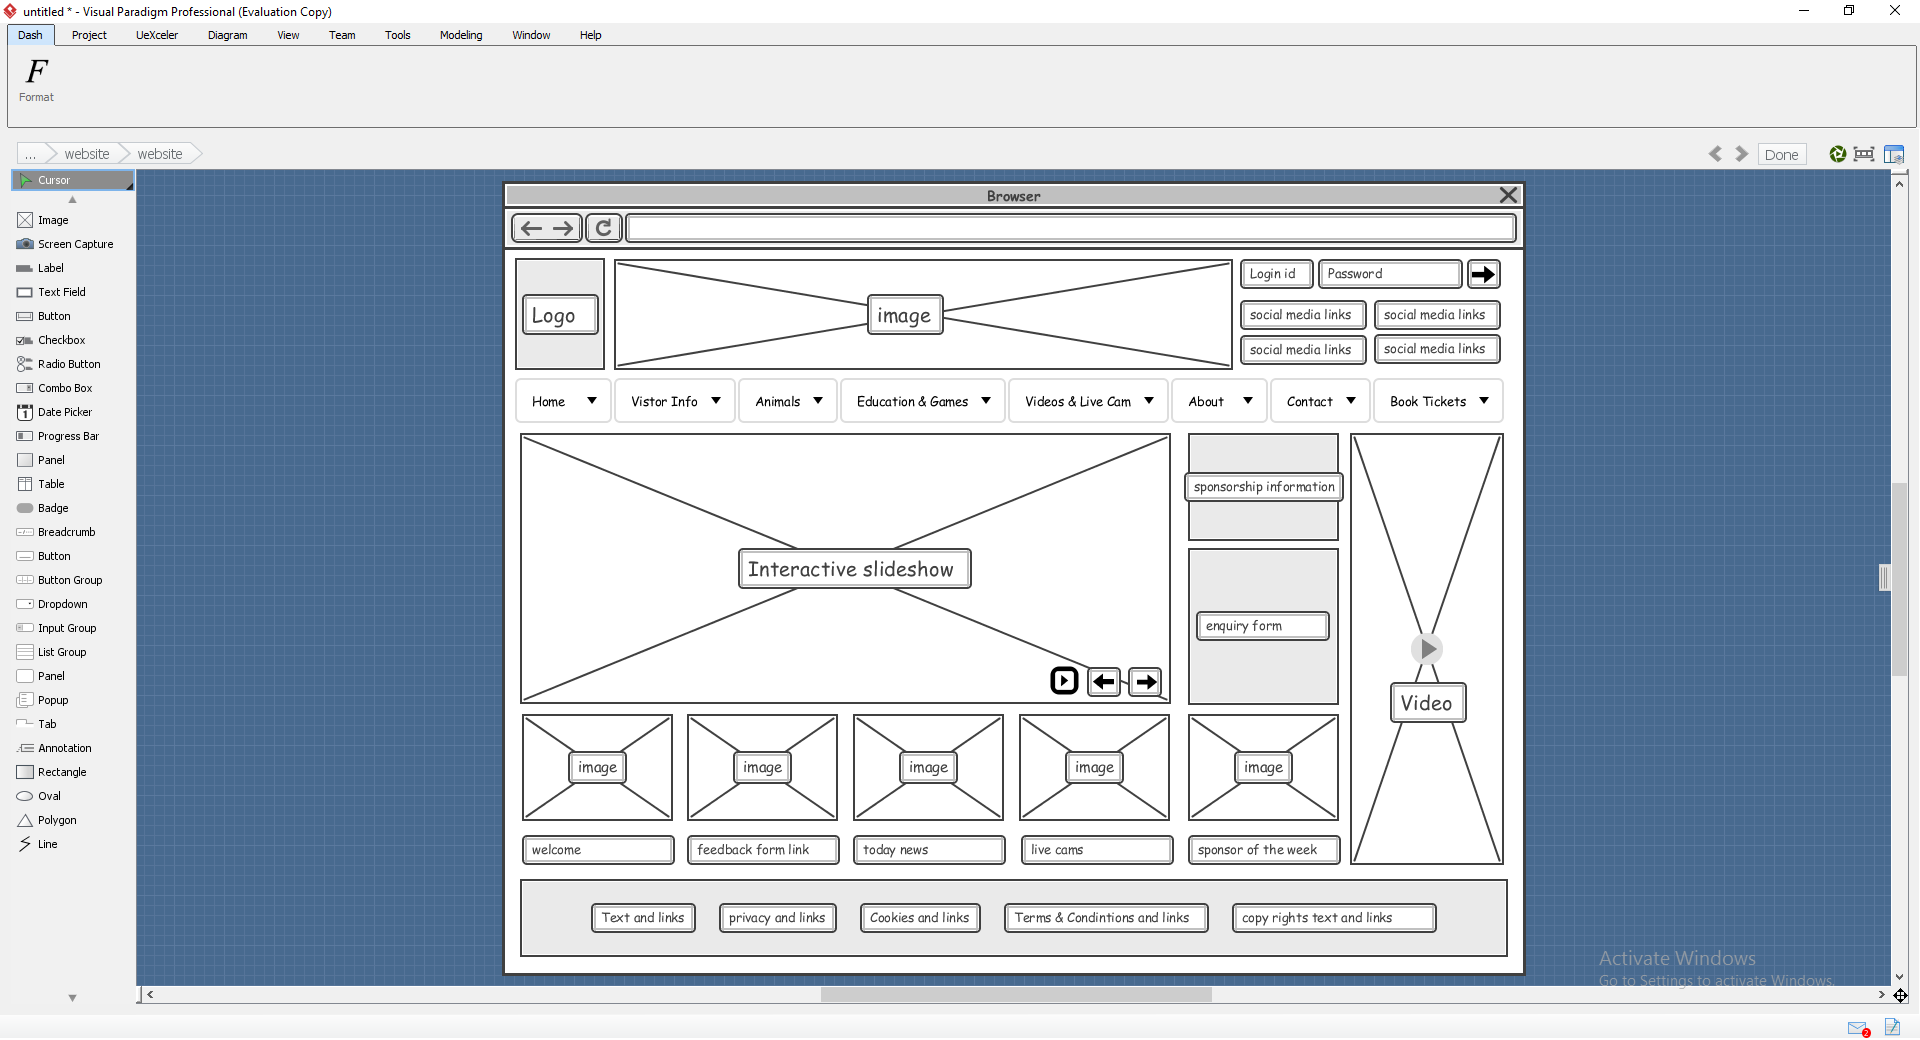 untitled * - Visual Paradigm Professional (Evaluation Copy)
Dash Project UeXceler Diagram View Team Tools Modeling Window Help
F
Format
... website website
Done
Cursor
Image
Screen Capture
Label
Text Field
Button
Checkbox
Radio Button
Combo Box
1 Date Picker
Progress Bar
Panel
Table
Badge
Breadcrumb
Button
Button Group
Dropdown
Input Group
List Group
Panel
Popup
Tab
Annotation
Rectangle
Oval
Polygon
Line
Browser
Logo
image
Login id Password
social media links social media links
social media links social media links
Home Vistor Info Animals Education & Games Videos & Live Cam About Contact Book Tickets
Interactive slideshow
sponsorship information
enquiry form
Video
image image image image image
welcome feedback form link today news live cams sponsor of the week
Text and links privacy and links Cookies and links Terms & Condintions and links copy rights text and links
Activate Windows
Go to Settings to activate Windows.
2